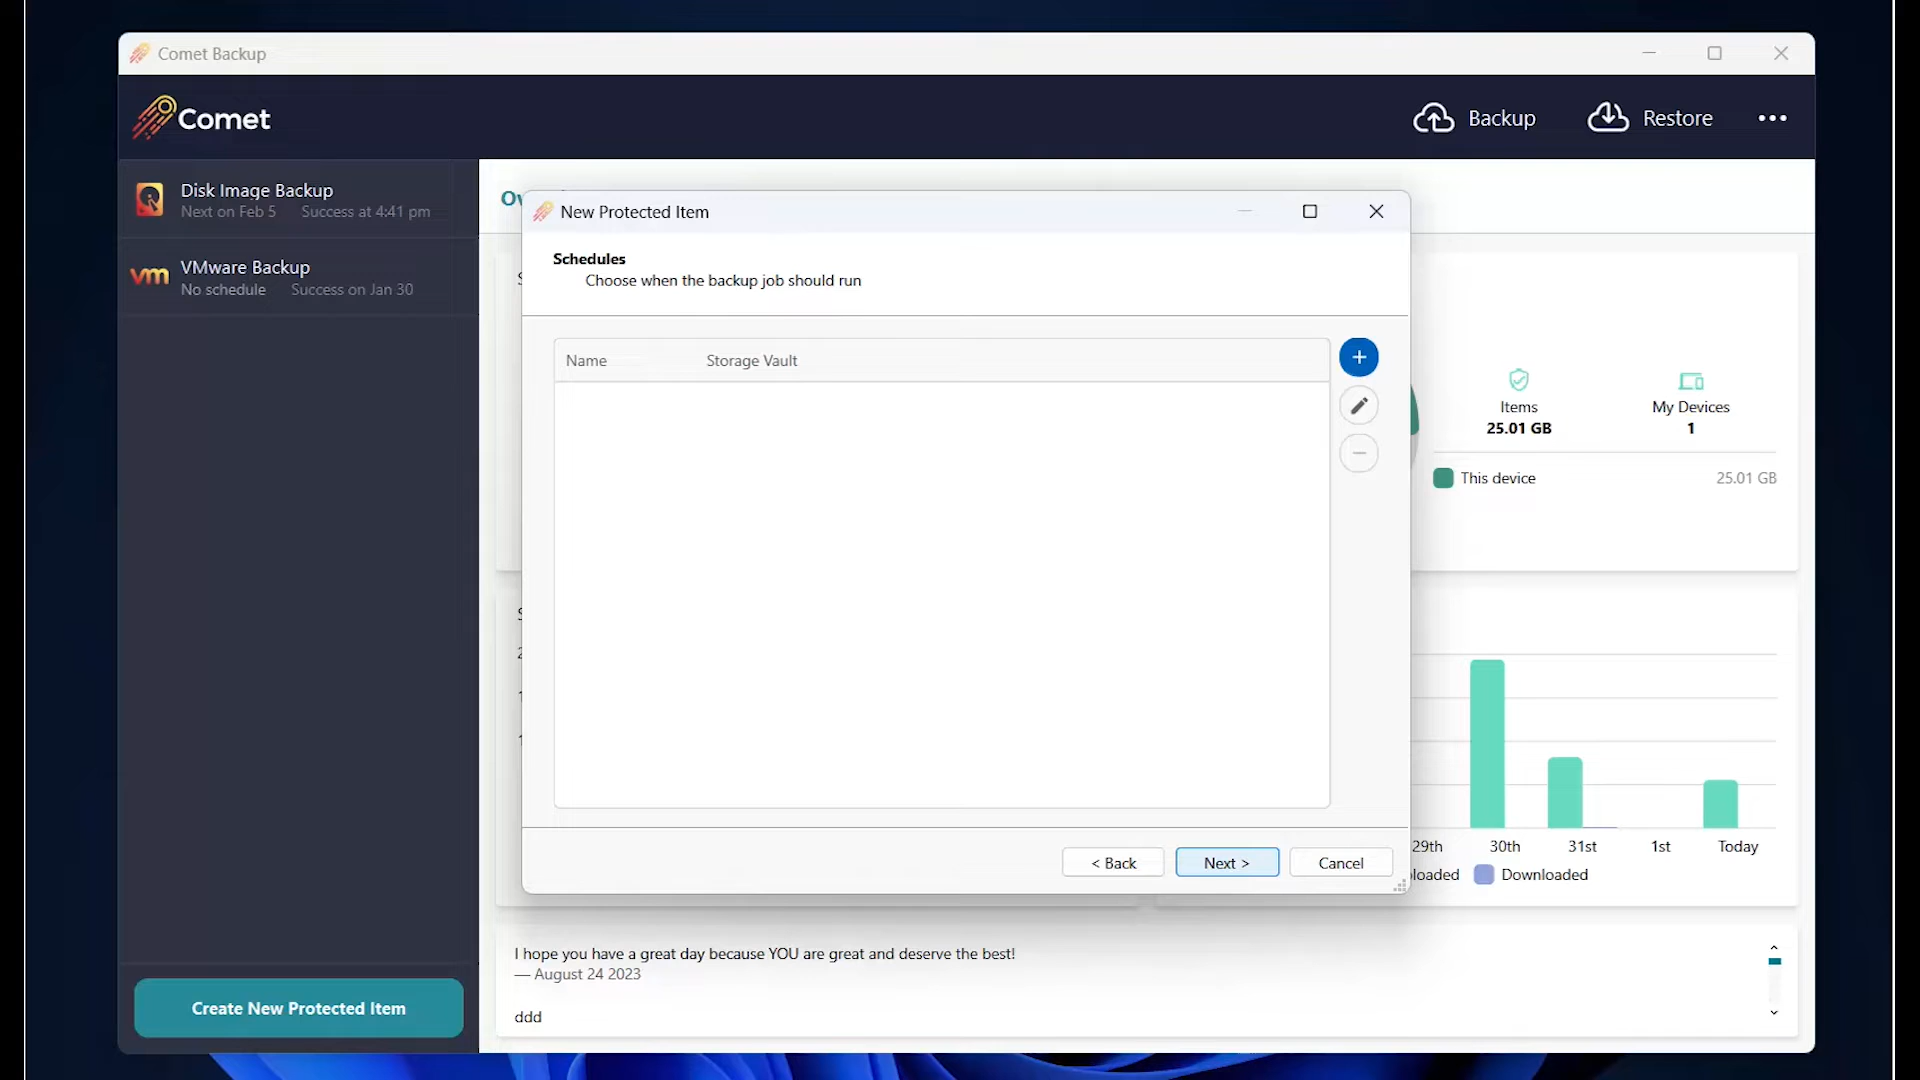 Comet Backup
Comet
Backup
Restore
Disk Image Backup
Next on Feb 5 Success at 4:41 pm
VMware Backup
No schedule Success on Jan 30
New Protected Item
Schedules
Choose when the backup job should run
Name Storage Vault
Items
25.01 GB
My Devices
1
This device 25.01 GB
< Back
Next >
Cancel
29th 30th 31st 1st Today
Downloaded
I hope you have a great day because YOU are great and deserve the best!
— August 24 2023
ddd
Create New Protected Item